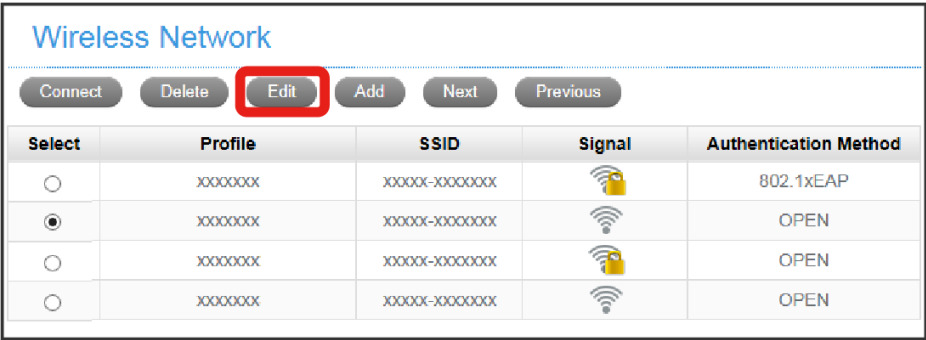 Wireless Network
Connect Delete Edit Add Next Previous
Select Profile SSID Signal Authentication Method
xxxxxxx xxxxx-xxxxxxx 802.1xEAP
xxxxxxx xxxxx-xxxxxxx OPEN
xxxxxxx xxxxx-xxxxxxx OPEN
xxxxxxx xxxxx-xxxxxxx OPEN